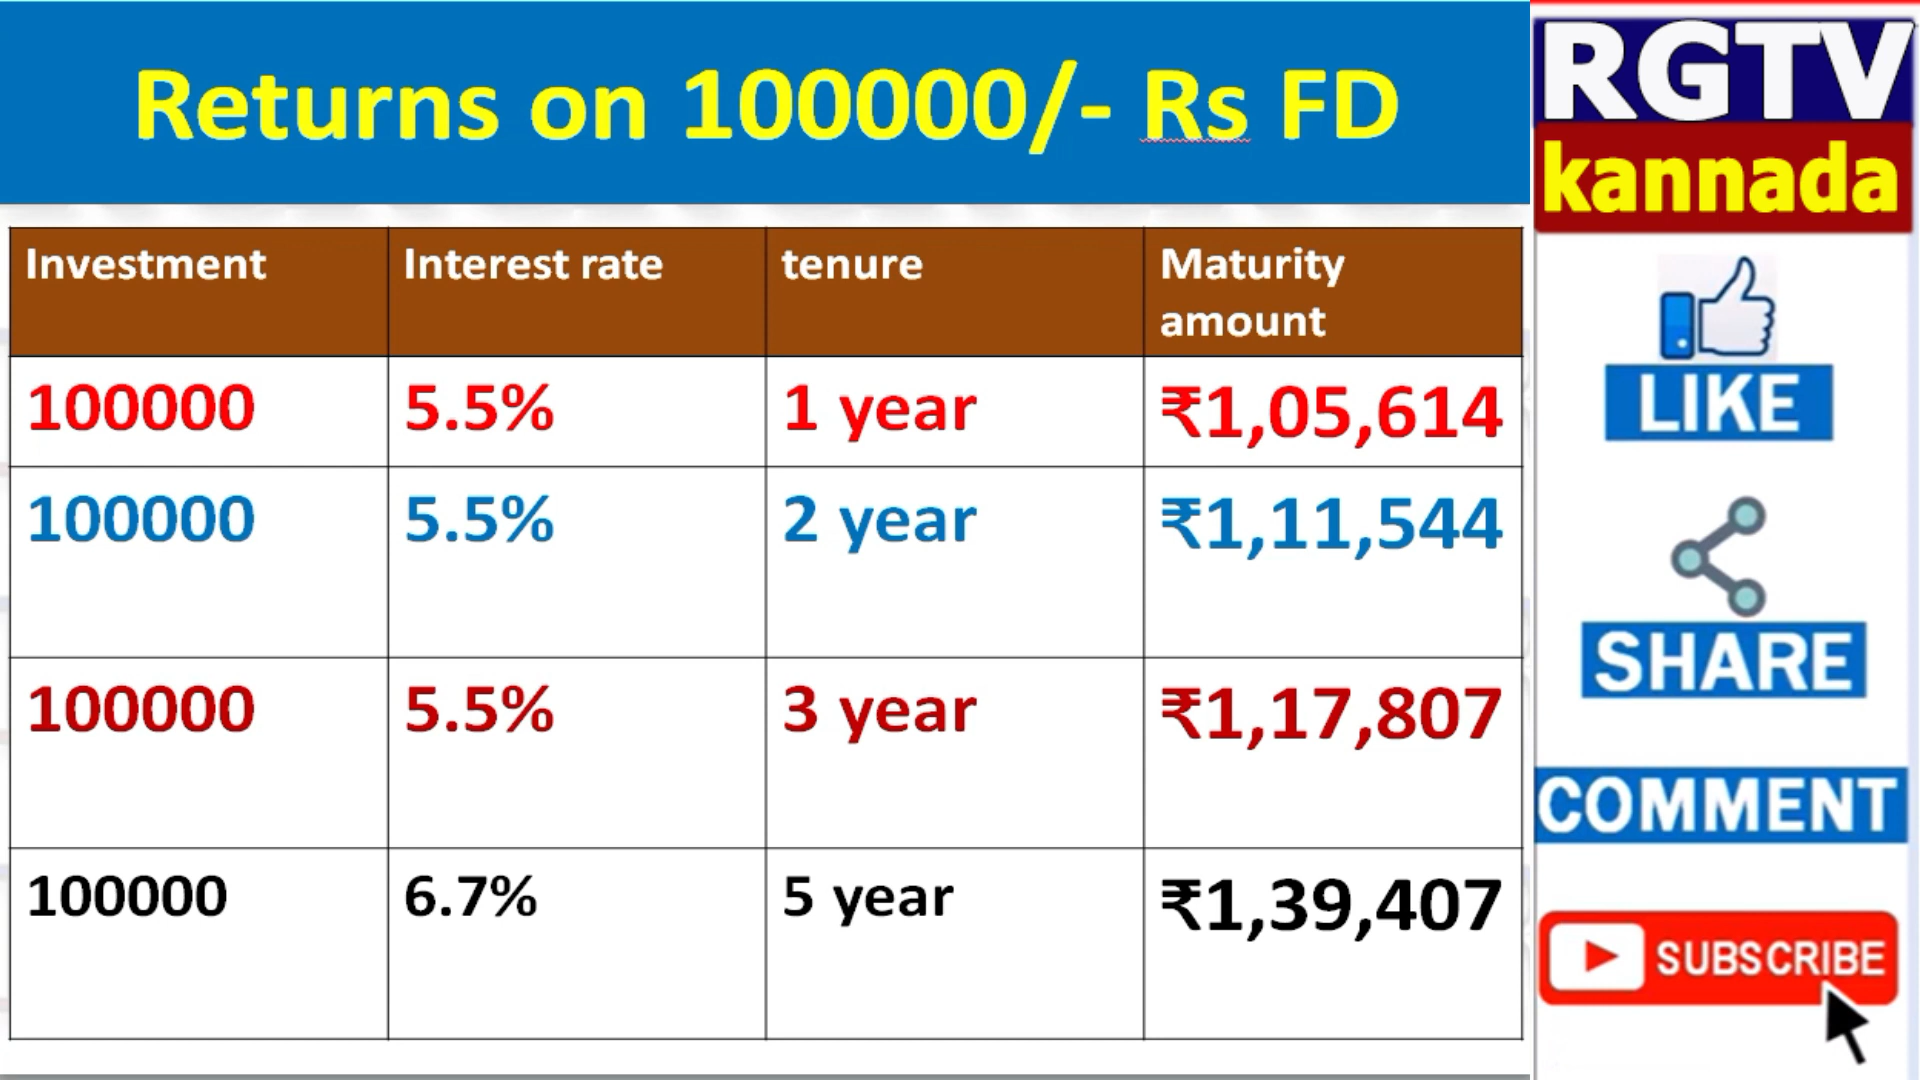 Returns on 100000/- Rs FD
Investment Interest rate tenure Maturity amount
100000 5.5% 1 year ₹1,05,614
100000 5.5% 2 year ₹1,11,544
100000 5.5% 3 year ₹1,17,807
100000 6.7% 5 year ₹1,39,407
RGTV
kannada
LIKE
SHARE
COMMENT
SUBSCRIBE